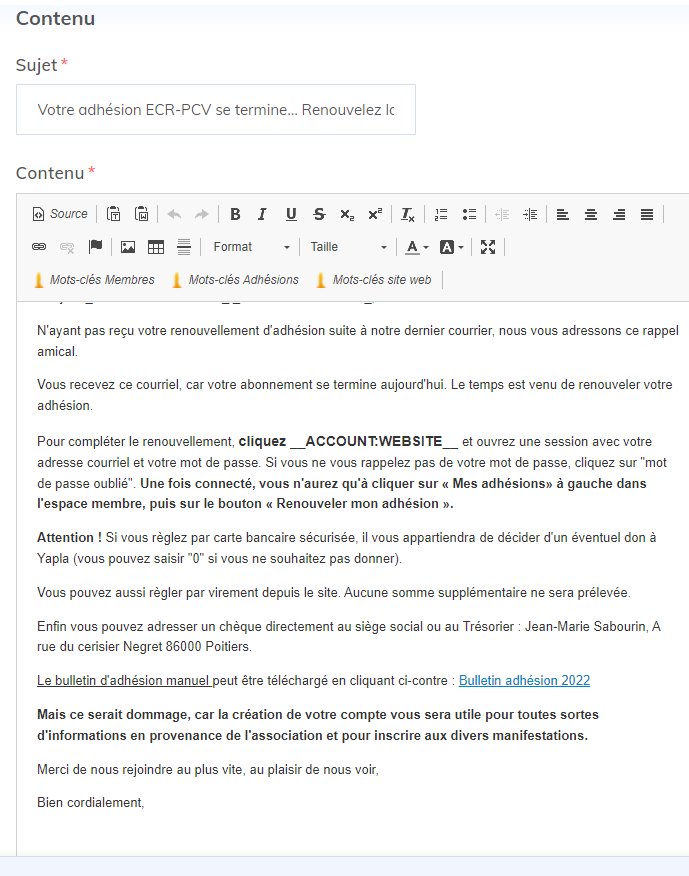 Contenu
Sujet *
Votre adhésion ECR-PCV se termine... Renouvelez
Contenu *
Source
Format Taille
Mots-clés Membres Mots-clés Adhésions Mots-clés site web
N'ayant pas reçu votre renouvellement d'adhésion suite à notre dernier courrier, nous vous adressons ce rappel
amical.
Vous recevez ce courriel, car votre abonnement se termine aujourd'hui. Le temps est venu de renouveler votre
adhésion.
Pour compléter le renouvellement, cliquez __ACCOUNT:WEBSITE__ et ouvrez une session avec votre
adresse courriel et votre mot de passe. Si vous ne vous rappelez pas de votre mot de passe, cliquez sur "mot
de passe oublié". Une fois connecté, vous n'aurez qu'à cliquer sur « Mes adhésions» à gauche dans
l'espace membre, puis sur le bouton « Renouveler mon adhésion ».
Attention ! Si vous règlez par carte bancaire sécurisée, il vous appartiendra de décider d'un éventuel don à
Yapla (vous pouvez saisir "0" si vous ne souhaitez pas donner).
Vous pouvez aussi règler par virement depuis le site. Aucune somme supplémentaire ne sera prélevée.
Enfin vous pouvez adresser un chèque directement au siège social ou au Trésorier : Jean-Marie Sabourin, A
rue du cerisier Negret 86000 Poitiers.
Le bulletin d'adhésion manuel peut être téléchargé en cliquant ci-contre : Bulletin adhésion 2022
Mais ce serait dommage, car la création de votre compte vous sera utile pour toutes sortes
d'informations en provenance de l'association et pour inscrire aux divers manifestations.
Merci de nous rejoindre au plus vite, au plaisir de nous voir,
Bien cordialement,